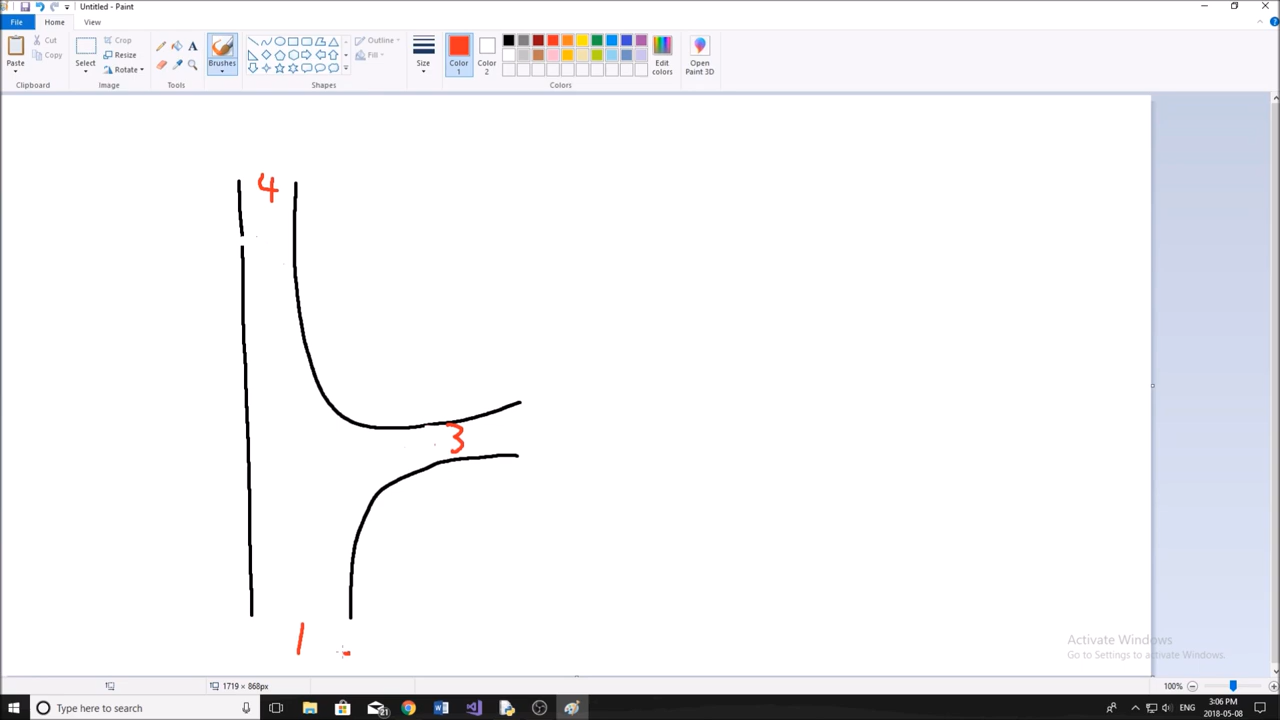 Untitled - Paint
File Home View
Paste
Cut
Copy
Clipboard
Select
Crop
Resize
Rotate
Image
Tools
Brushes
Shapes
Outline
Fill
Size
Color 1
Color 2
Edit colors
Colors
Open Paint 3D
4
3
1
Activate Windows
Go to Settings to activate Windows.
1719 × 868px
100%
Type here to search
21
ENG
3:06 PM
2018-05-08